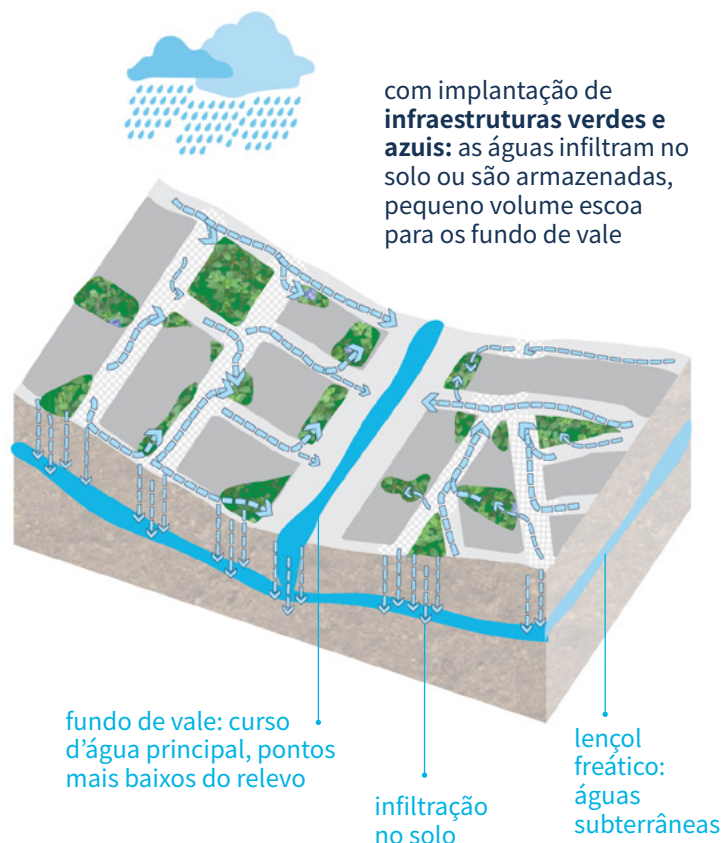 com implantação de
infraestruturas verdes e
azuis: as águas infiltram no
solo ou são armazenadas,
pequeno volume escoa
para os fundo de vale
fundo de vale: curso
d’água principal, pontos
mais baixos do relevo
infiltração
no solo
lençol
freático:
águas
subterrâneas